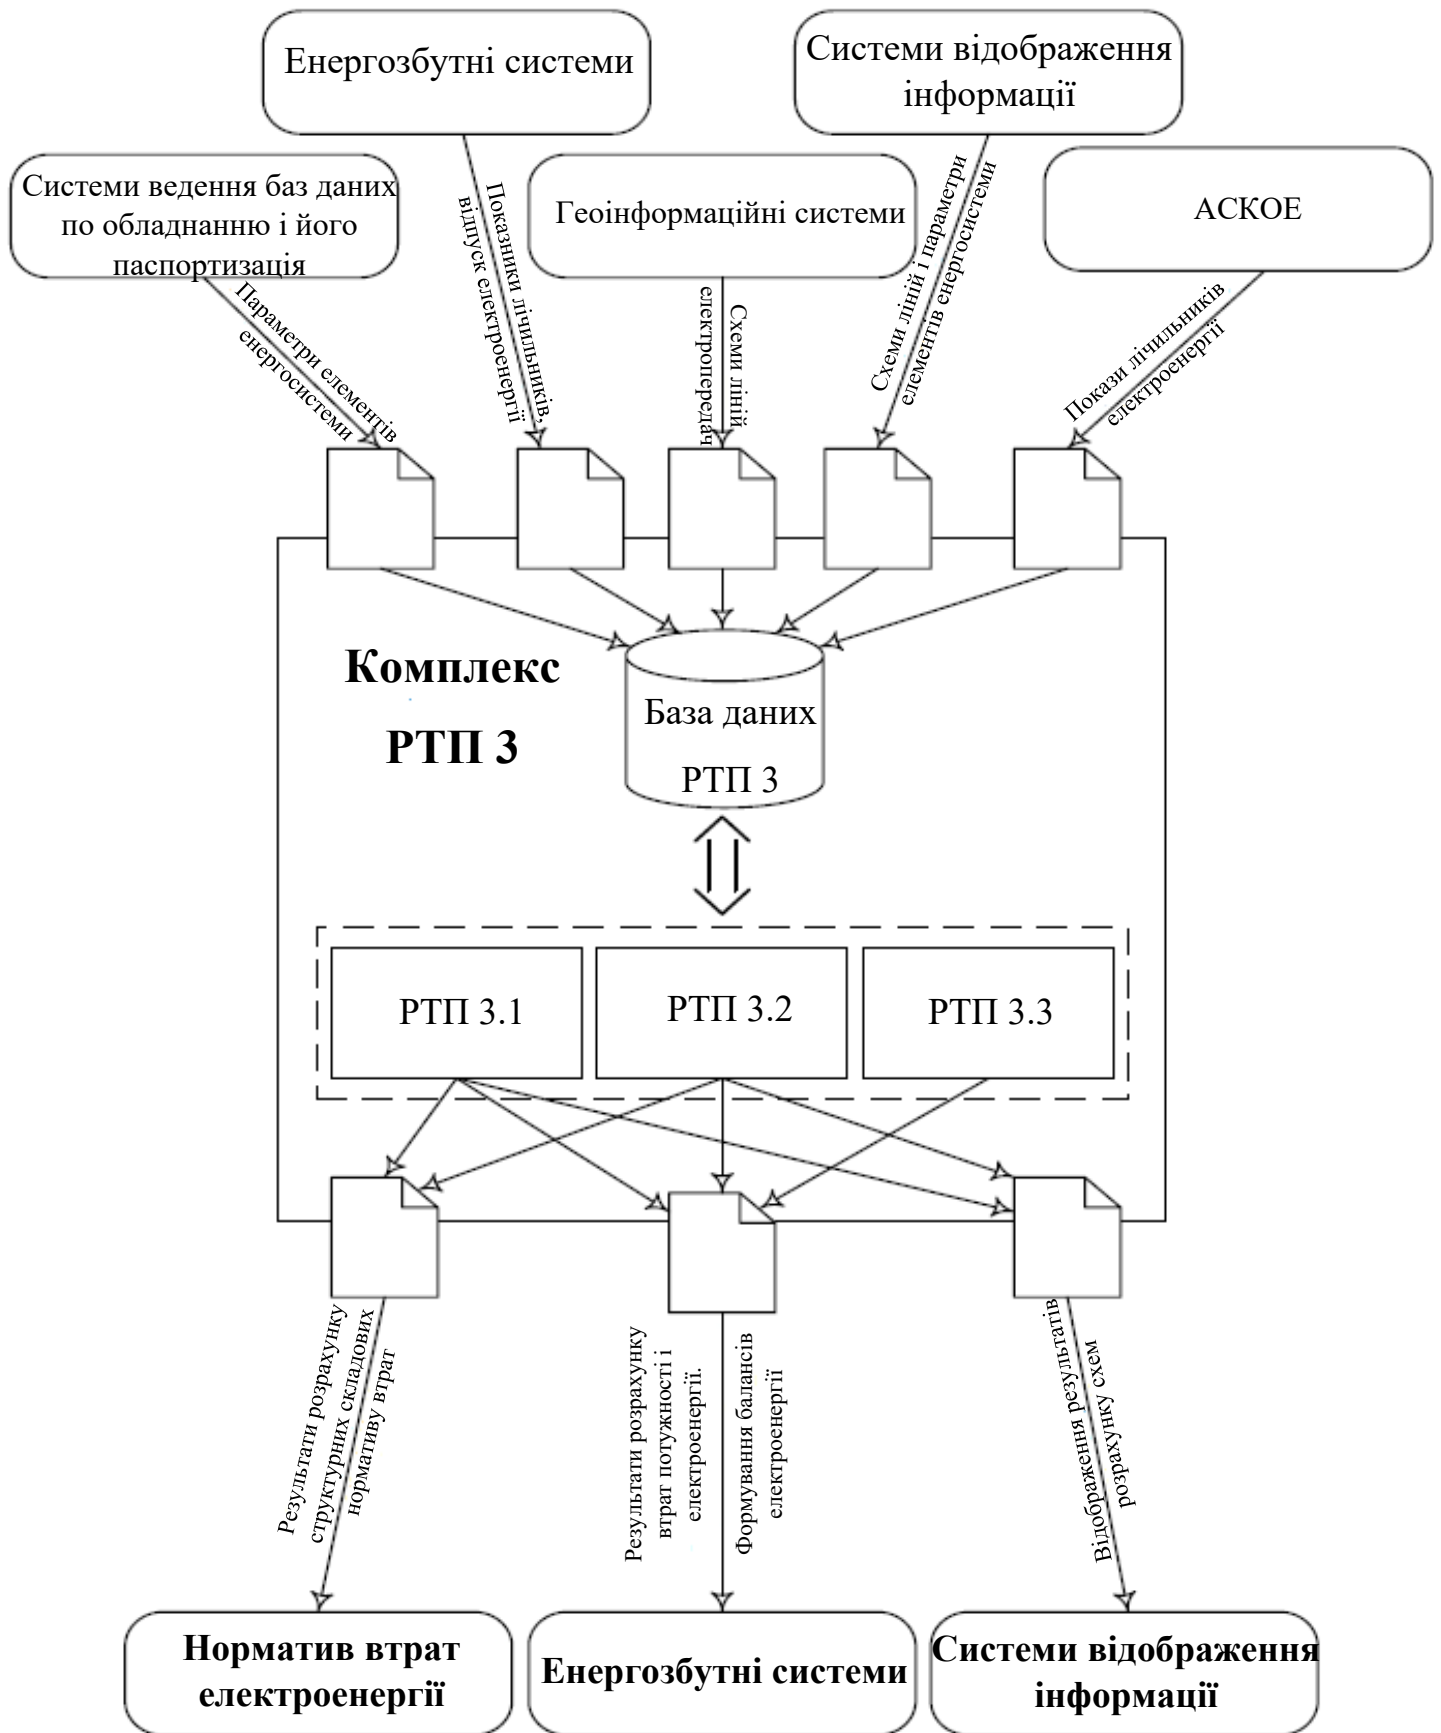 Енергозбутні системи
Системи відображення
інформації
Системи ведення баз даних
по обладнанню і його
паспортизація
Геоінформаційні системи
АСКОЕ
Параметри елементів
енергосистеми
Показники лічильників,
відпуск електроенергії
Схеми ліній
електропередач
Схеми ліній і параметри
елементів енергосистеми
Покази лічильників
електроенергії
Комплекс
РТП 3
База даних
РТП 3
РТП 3.1
РТП 3.2
РТП 3.3
Результати розрахунку
структурних складових
нормативу втрат
Результати розрахунку
втрат потужності і
електроенергії.
Формування балансів
електроенергії
Відображення результатів
розрахунку схем
Норматив втрат
електроенергії
Енергозбутні системи
Системи відображення
інформації